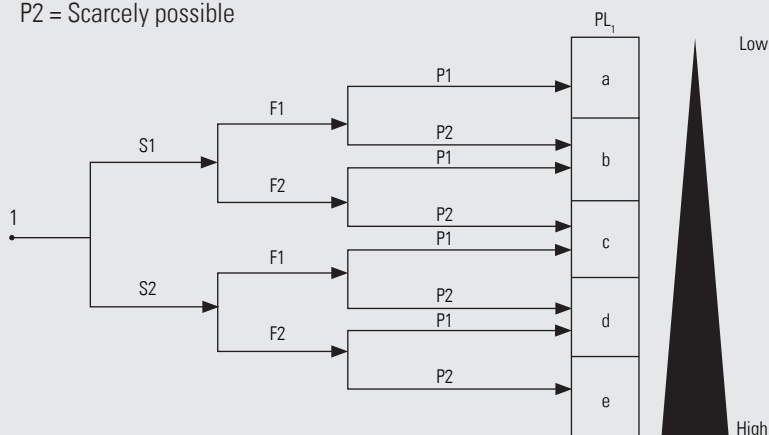 P2 = Scarcely possible
PL1
Low
P1
a
F1
P2
S1
P1
b
F2
P2
1
P1
c
F1
S2
P2
P1
d
F2
P2
e
High